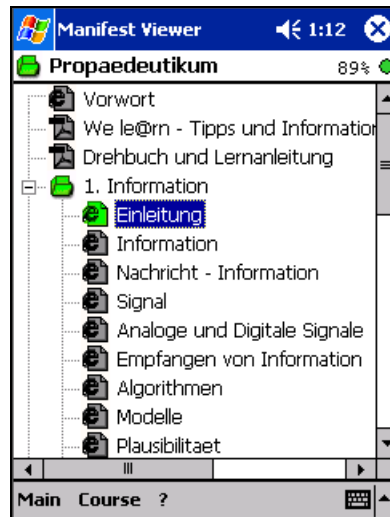 Manifest Viewer 1:12
Propaedeutikum 89%
Vorwort
We le@rn - Tipps und Information
Drehbuch und Lernanleitung
1. Information
Einleitung
Information
Nachricht - Information
Signal
Analoge und Digitale Signale
Empfangen von Information
Algorithmen
Modelle
Plausibilitaet
Main Course ?